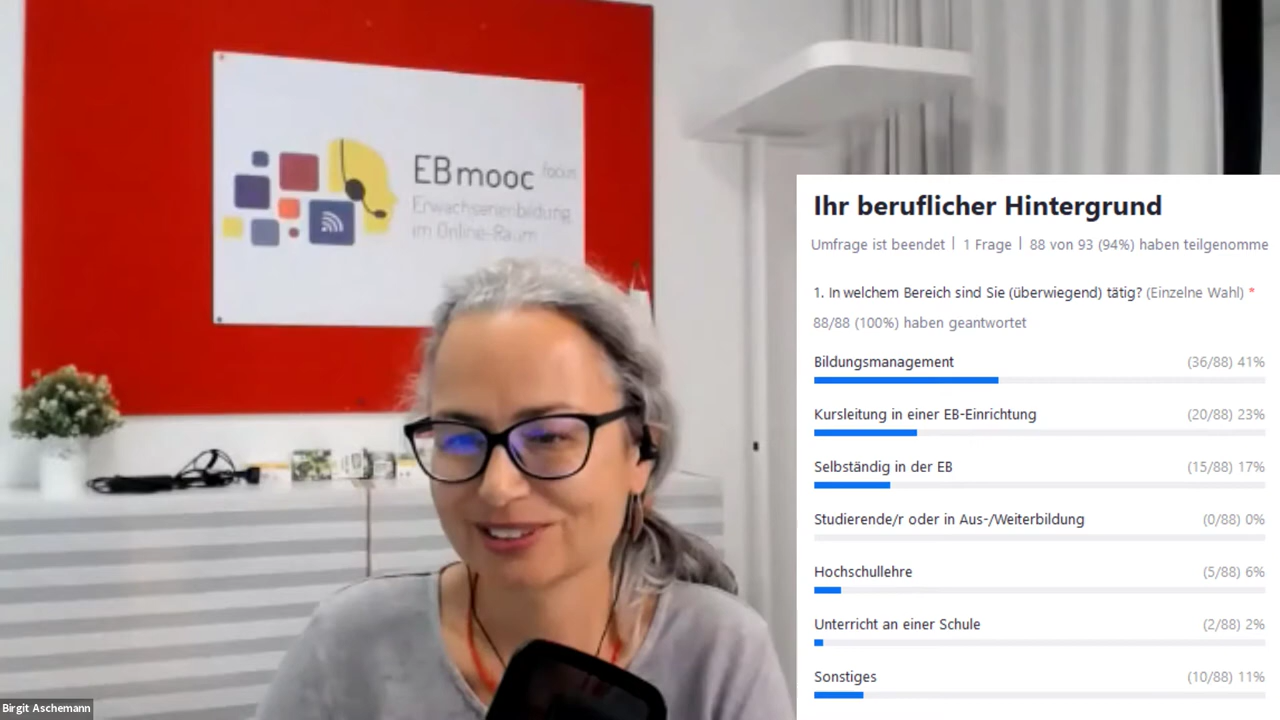 EBmooc focus
Erwachsenenbildung
im Online-Raum
Ihr beruflicher Hintergrund
Umfrage ist beendet | 1 Frage | 88 von 93 (94%) haben teilgenomme
1. In welchem Bereich sind Sie (überwiegend) tätig? (Einzelne Wahl) *
88/88 (100%) haben geantwortet
Bildungsmanagement (36/88) 41%
Kursleitung in einer EB-Einrichtung (20/88) 23%
Selbständig in der EB (15/88) 17%
Studierende/r oder in Aus-/Weiterbildung (0/88) 0%
Hochschullehre (5/88) 6%
Unterricht an einer Schule (2/88) 2%
Sonstiges (10/88) 11%
Birgit Aschemann